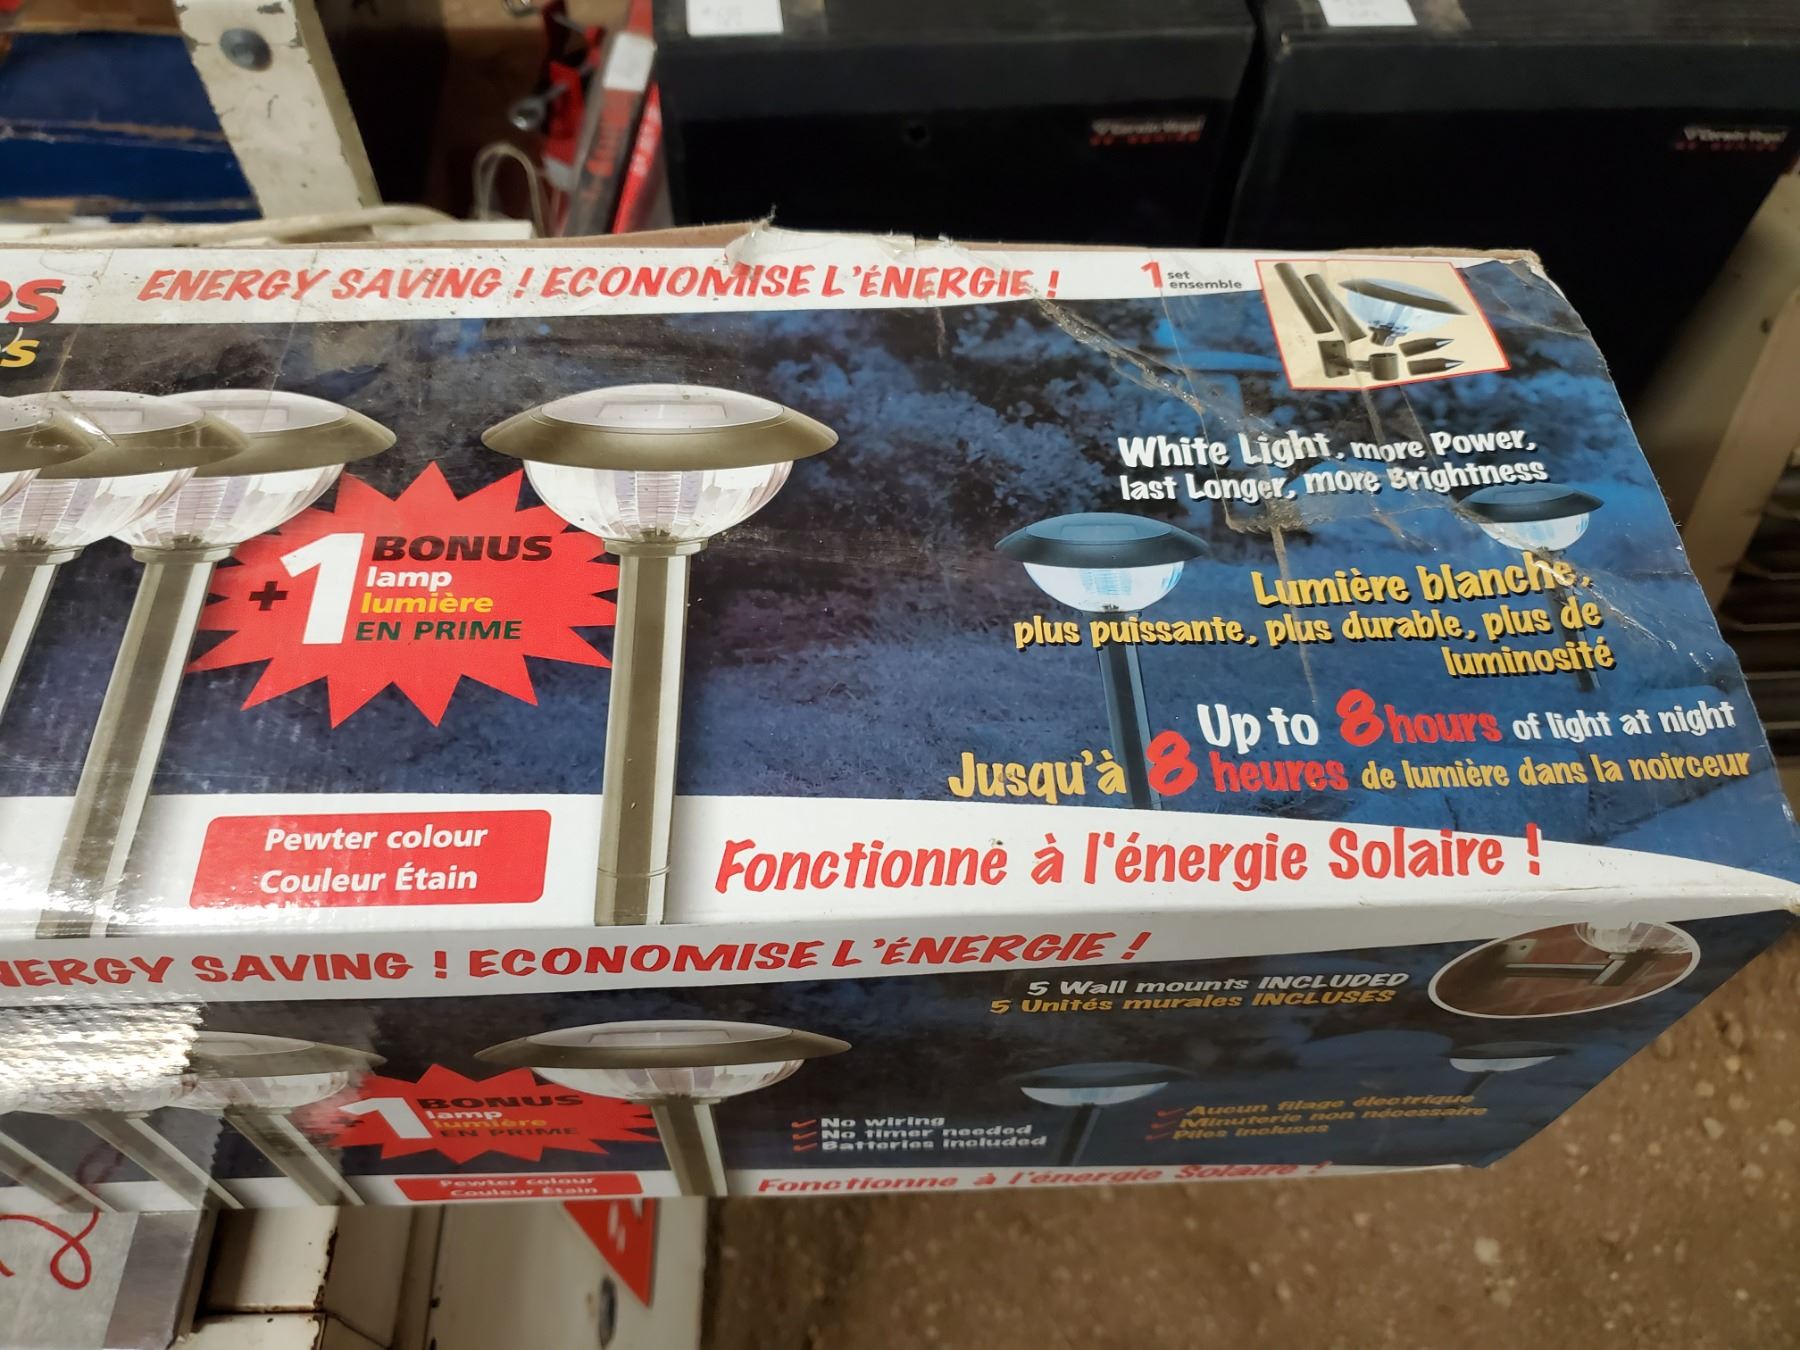 ENERGY SAVING ! ECONOMISE L'ÉNERGIE !
1 set
ensemble
White Light, more Power,
last Longer, more Brightness
+1 BONUS
lamp
lumière
EN PRIME
Lumière blanche,
plus puissante, plus durable, plus de
luminosité
Up to 8 hours of light at night
Jusqu'à 8 heures de lumière dans la noirceur
Pewter colour
Couleur Étain
Fonctionne à l'énergie Solaire !
NERGY SAVING ! ECONOMISE L'ÉNERGIE !
5 Wall mounts INCLUDED
5 Unités murales INCLUSES
1 BONUS
lamp
lumière
EN PRIME
No wiring
No timer needed
Batteries included
Aucun filage électrique
Minuterie non nécessaire
Piles incluses
Pewter colour
Couleur Étain
Fonctionne à l'énergie Solaire !